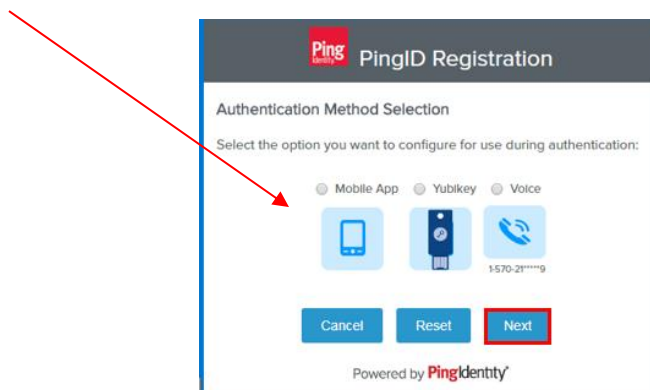 Ping
Identity
PingID Registration
Authentication Method Selection
Select the option you want to configure for use during authentication:
Mobile App Yubikey Voice
1-570-21*****9
Cancel Reset Next
Powered by PingIdentity